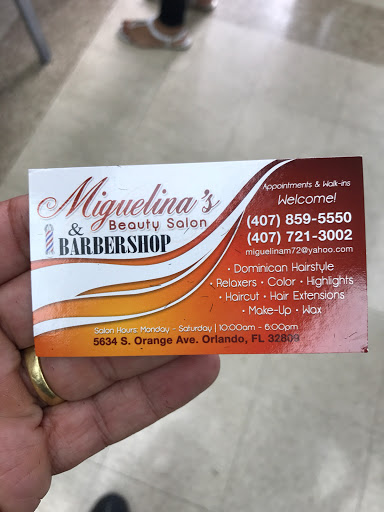 Miguelina's
Beauty Salon
&
BARBERSHOP
Appointments & Walk-ins
Welcome!
(407) 859-5550
(407) 721-3002
miguelinam72@yahoo.com
• Dominican Hairstyle
• Relaxers • Color • Highlights
• Haircut • Hair Extensions
• Make-Up • Wax
Salon Hours: Monday - Saturday | 10:00am - 6:00pm
5634 S. Orange Ave. Orlando, FL 32809